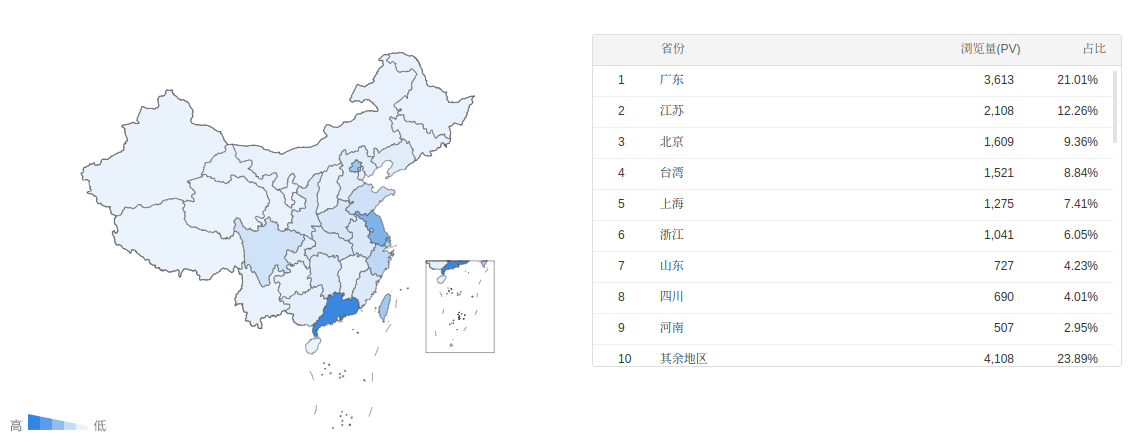 省份 浏览量(PV) 占比
1 广东 3,613 21.01%
2 江苏 2,108 12.26%
3 北京 1,609 9.36%
4 台湾 1,521 8.84%
5 上海 1,275 7.41%
6 浙江 1,041 6.05%
7 山东 727 4.23%
8 四川 690 4.01%
9 河南 507 2.95%
10 其余地区 4,108 23.89%
高 低